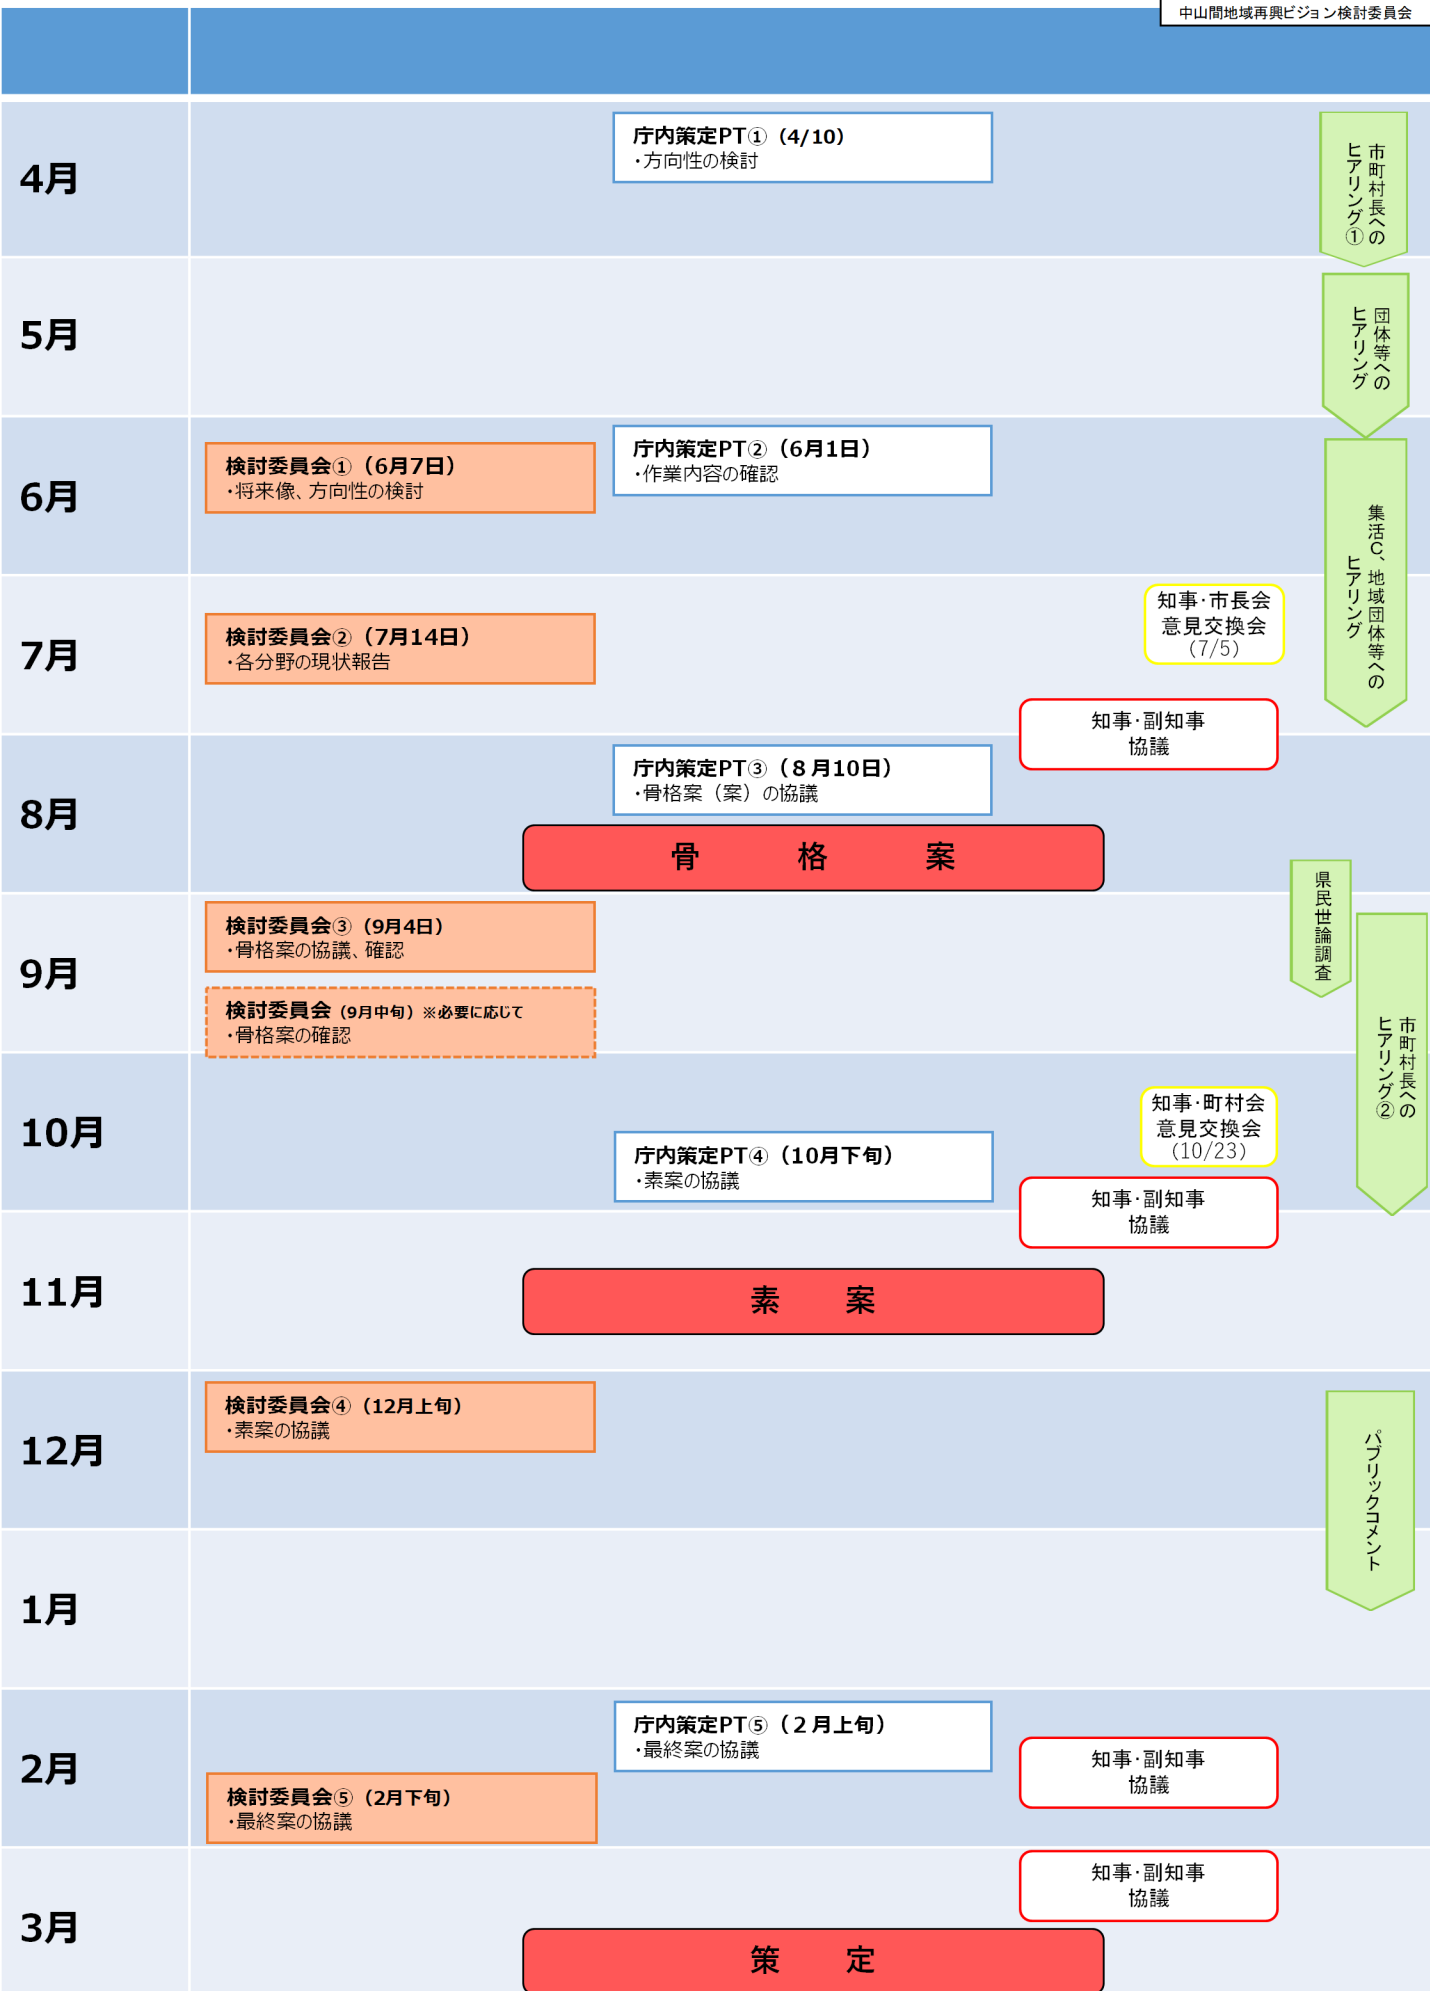 中山間地域再興ビジョン検討委員会
4月
庁内策定PT①（4/10）
・方向性の検討
市町村長への
ヒアリング①
5月
団体等への
ヒアリング
6月
検討委員会①（6月7日）
・将来像、方向性の検討
庁内策定PT②（6月1日）
・作業内容の確認
集活C、地域団体等への
ヒアリング
7月
検討委員会②（7月14日）
・各分野の現状報告
知事・市長会
意見交換会
（7/5）
知事・副知事
協議
8月
庁内策定PT③（８月10日）
・骨格案（案）の協議
骨　格　案
県民世論調査
9月
検討委員会③（9月4日）
・骨格案の協議、確認
検討委員会（9月中旬）※必要に応じて
・骨格案の確認
市町村長への
ヒアリング②
10月
庁内策定PT④（10月下旬）
・素案の協議
知事・町村会
意見交換会
（10/23）
知事・副知事
協議
11月
素　案
12月
検討委員会④（12月上旬）
・素案の協議
パブリックコメント
1月
2月
庁内策定PT⑤（２月上旬）
・最終案の協議
知事・副知事
協議
検討委員会⑤（2月下旬）
・最終案の協議
3月
知事・副知事
協議
策　定